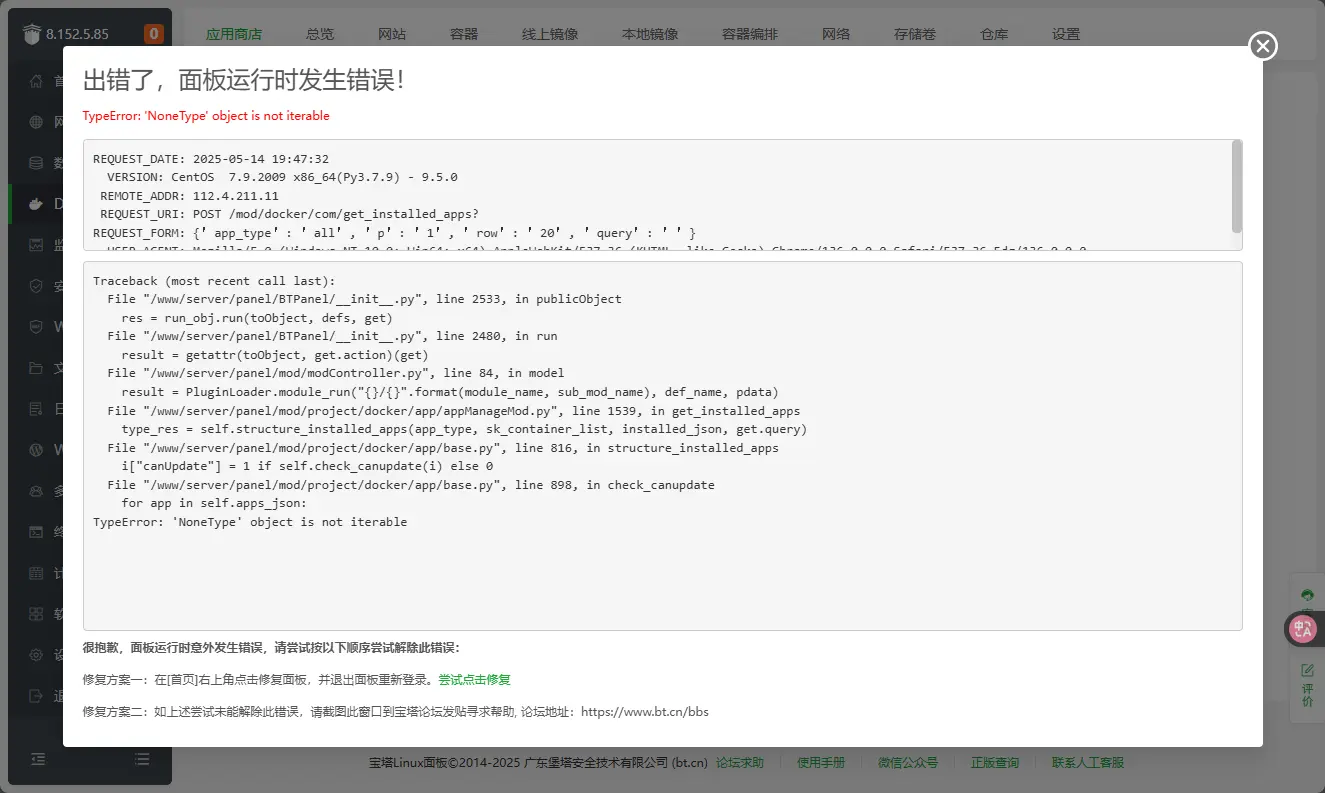 8.152.5.85
0
应用商店
总览
网站
容器
线上镜像
本地镜像
容器编排
网络
存储卷
仓库
设置
出错了，面板运行时发生错误！
TypeError: 'NoneType' object is not iterable
REQUEST_DATE: 2025-05-14 19:47:32
VERSION: CentOS 7.9.2009 x86_64(Py3.7.9) - 9.5.0
REMOTE_ADDR: 112.4.211.11
REQUEST_URI: POST /mod/docker/com/get_installed_apps?
REQUEST_FORM: {'app_type': 'all', 'p': '1', 'row': '20', 'query': ''}
Traceback (most recent call last):
File "/www/server/panel/BTPanel/__init__.py", line 2533, in publicObject
res = run_obj.run(toObject, defs, get)
File "/www/server/panel/BTPanel/__init__.py", line 2480, in run
result = getattr(toObject, get.action)(get)
File "/www/server/panel/mod/modController.py", line 84, in model
result = PluginLoader.module_run("{}/{}".format(module_name, sub_mod_name), def_name, pdata)
File "/www/server/panel/mod/project/docker/app/appManageMod.py", line 1539, in get_installed_apps
type_res = self.structure_installed_apps(app_type, sk_container_list, installed_json, get.query)
File "/www/server/panel/mod/project/docker/app/base.py", line 816, in structure_installed_apps
i["canUpdate"] = 1 if self.check_canupdate(i) else 0
File "/www/server/panel/mod/project/docker/app/base.py", line 898, in check_canupdate
for app in self.apps_json:
TypeError: 'NoneType' object is not iterable
很抱歉，面板运行时意外发生错误，请尝试按以下顺序尝试解除此错误：
修复方案一：在[首页]右上角点击修复面板，并退出面板重新登录。尝试点击修复
修复方案二：如上述尝试未能解除此错误，请截图此窗口到宝塔论坛发贴寻求帮助, 论坛地址：https://www.bt.cn/bbs
评价
宝塔Linux面板©2014-2025 广东堡塔安全技术有限公司 (bt.cn)
论坛求助
使用手册
微信公众号
正版查询
联系人工客服